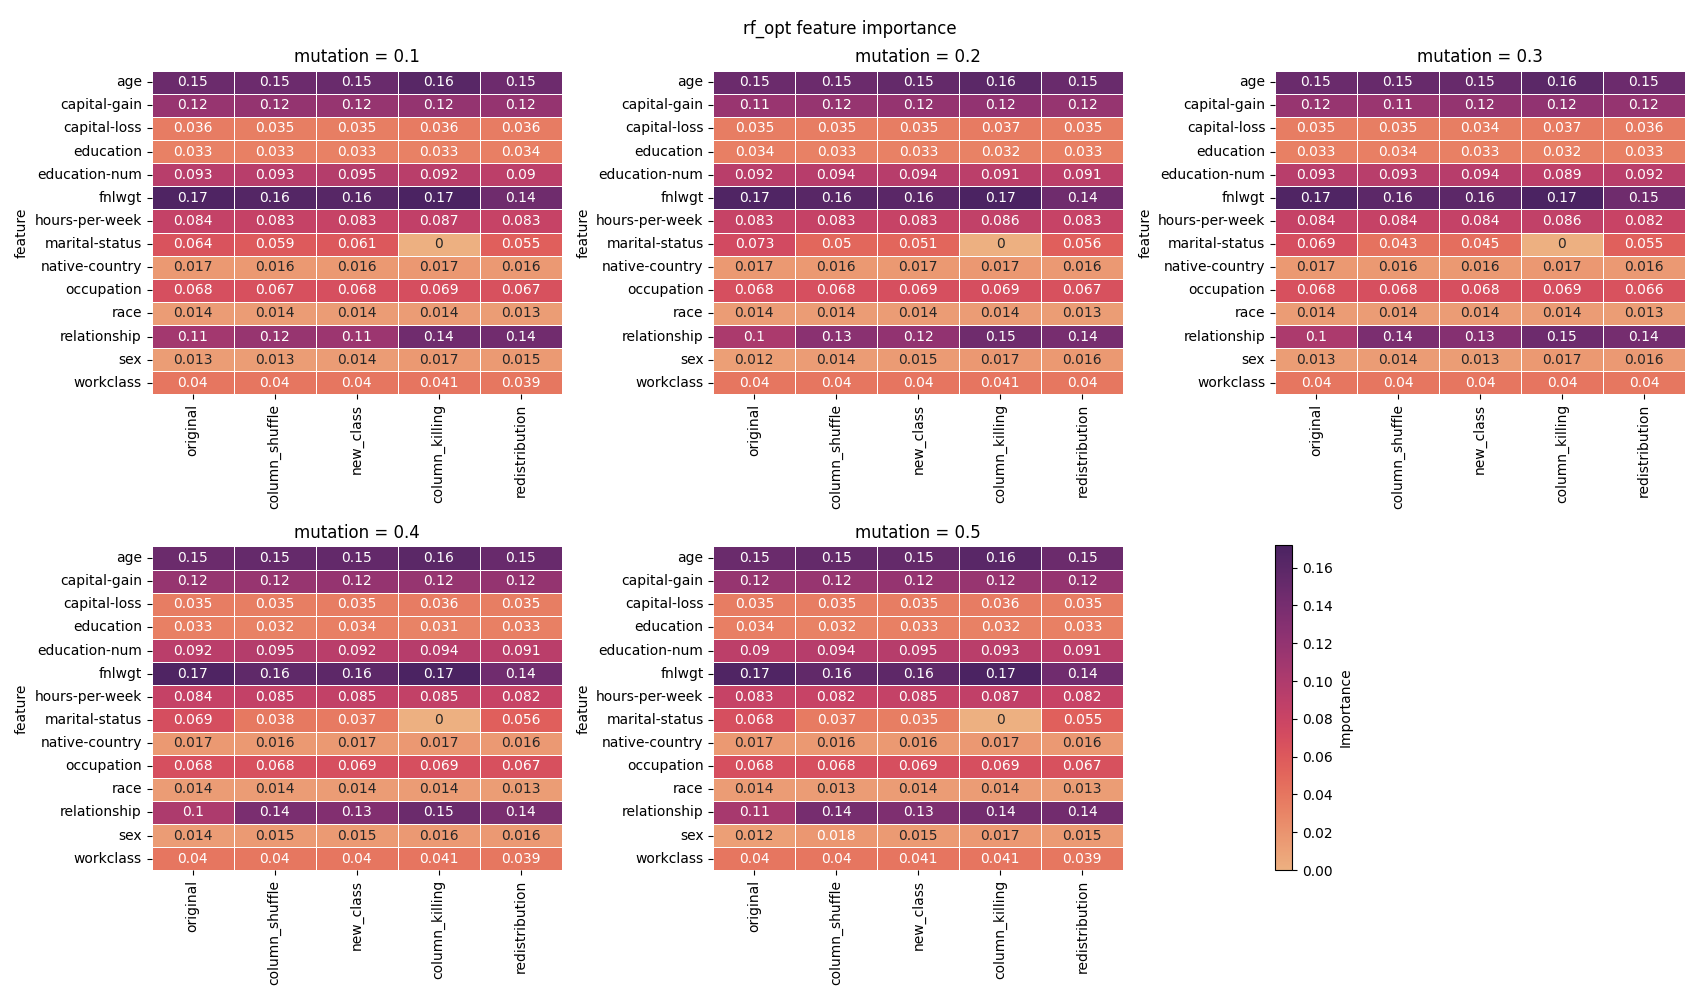 rf_opt feature importance
mutation = 0.1
feature
age 0.15 0.15 0.15 0.16 0.15
capital-gain 0.12 0.12 0.12 0.12 0.12
capital-loss 0.036 0.035 0.035 0.036 0.036
education 0.033 0.033 0.033 0.033 0.034
education-num 0.093 0.093 0.095 0.092 0.09
fnlwgt 0.17 0.16 0.16 0.17 0.14
hours-per-week 0.084 0.083 0.083 0.087 0.083
marital-status 0.064 0.059 0.061 0 0.055
native-country 0.017 0.016 0.016 0.017 0.016
occupation 0.068 0.067 0.068 0.069 0.067
race 0.014 0.014 0.014 0.014 0.013
relationship 0.11 0.12 0.11 0.14 0.14
sex 0.013 0.013 0.014 0.017 0.015
workclass 0.04 0.04 0.04 0.041 0.039
original column_shuffle new_class column_killing redistribution
mutation = 0.2
feature
age 0.15 0.15 0.15 0.16 0.15
capital-gain 0.11 0.12 0.12 0.12 0.12
capital-loss 0.035 0.035 0.035 0.037 0.035
education 0.034 0.033 0.033 0.032 0.033
education-num 0.092 0.094 0.094 0.091 0.091
fnlwgt 0.17 0.16 0.16 0.17 0.14
hours-per-week 0.083 0.083 0.083 0.086 0.083
marital-status 0.073 0.05 0.051 0 0.056
native-country 0.017 0.016 0.017 0.017 0.016
occupation 0.068 0.068 0.069 0.069 0.067
race 0.014 0.014 0.014 0.014 0.013
relationship 0.1 0.13 0.12 0.15 0.14
sex 0.012 0.014 0.015 0.017 0.016
workclass 0.04 0.04 0.04 0.041 0.04
original column_shuffle new_class column_killing redistribution
mutation = 0.3
feature
age 0.15 0.15 0.15 0.16 0.15
capital-gain 0.12 0.11 0.12 0.12 0.12
capital-loss 0.035 0.035 0.034 0.037 0.036
education 0.033 0.034 0.033 0.032 0.033
education-num 0.093 0.093 0.094 0.089 0.092
fnlwgt 0.17 0.16 0.16 0.17 0.15
hours-per-week 0.084 0.084 0.084 0.086 0.082
marital-status 0.069 0.043 0.045 0 0.055
native-country 0.017 0.016 0.016 0.017 0.016
occupation 0.068 0.068 0.068 0.069 0.066
race 0.014 0.014 0.014 0.014 0.013
relationship 0.1 0.14 0.13 0.15 0.14
sex 0.013 0.014 0.013 0.017 0.016
workclass 0.04 0.04 0.04 0.04 0.04
original column_shuffle new_class column_killing redistribution
mutation = 0.4
feature
age 0.15 0.15 0.15 0.16 0.15
capital-gain 0.12 0.12 0.12 0.12 0.12
capital-loss 0.035 0.035 0.035 0.036 0.035
education 0.033 0.032 0.034 0.031 0.033
education-num 0.092 0.095 0.092 0.094 0.091
fnlwgt 0.17 0.16 0.16 0.17 0.14
hours-per-week 0.084 0.085 0.085 0.085 0.082
marital-status 0.069 0.038 0.037 0 0.056
native-country 0.017 0.016 0.017 0.017 0.016
occupation 0.068 0.068 0.069 0.069 0.067
race 0.014 0.014 0.014 0.014 0.013
relationship 0.1 0.14 0.13 0.15 0.14
sex 0.014 0.015 0.015 0.016 0.016
workclass 0.04 0.04 0.04 0.041 0.039
original column_shuffle new_class column_killing redistribution
mutation = 0.5
feature
age 0.15 0.15 0.15 0.16 0.15
capital-gain 0.12 0.12 0.12 0.12 0.12
capital-loss 0.035 0.035 0.035 0.036 0.035
education 0.034 0.032 0.033 0.032 0.033
education-num 0.09 0.094 0.095 0.093 0.091
fnlwgt 0.17 0.16 0.16 0.17 0.14
hours-per-week 0.083 0.082 0.085 0.087 0.082
marital-status 0.068 0.037 0.035 0 0.055
native-country 0.017 0.016 0.016 0.017 0.016
occupation 0.068 0.068 0.069 0.069 0.067
race 0.014 0.013 0.014 0.014 0.013
relationship 0.11 0.14 0.13 0.14 0.14
sex 0.012 0.018 0.015 0.017 0.015
workclass 0.04 0.04 0.041 0.041 0.039
original column_shuffle new_class column_killing redistribution
0.16
0.14
0.12
0.10
0.08
0.06
0.04
0.02
0.00
Importance